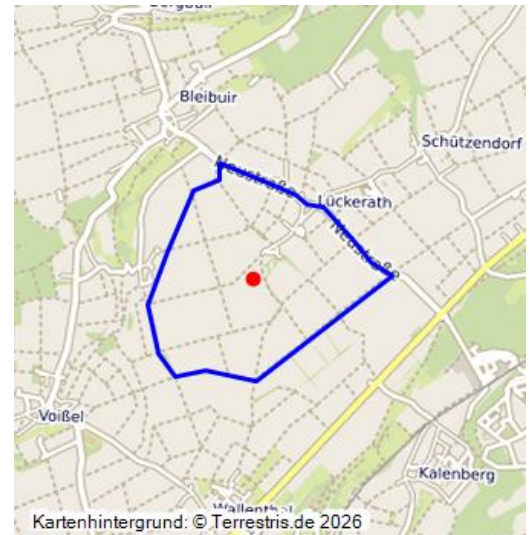 Bleibuir
Schützendorf
Neustraße
Lückerath
Neustraße
Voißel
Kalenberg
Wallenthal
Kartenhintergrund: © Terrestris.de 2026